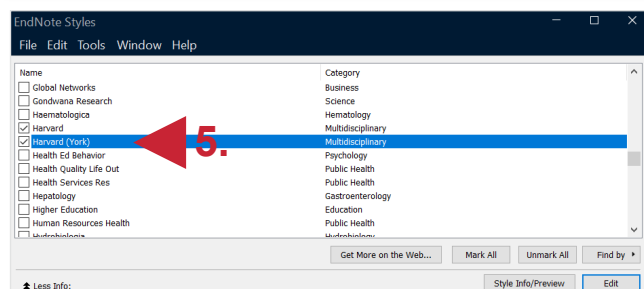 EndNote Styles
File Edit Tools Window Help
Name Category
Global Networks Business
Gondwana Research Science
Haematologica Hematology
Harvard Multidisciplinary
Harvard (York) Multidisciplinary
5.
Health Ed Behavior Psychology
Health Quality Life Out Public Health
Health Services Res Public Health
Hepatology Gastroenterology
Higher Education Education
Human Resources Health Public Health
Hydrobiologia Hydrobiology
Get More on the Web... Mark All Unmark All Find by
Less Info: Style Info/Preview Edit